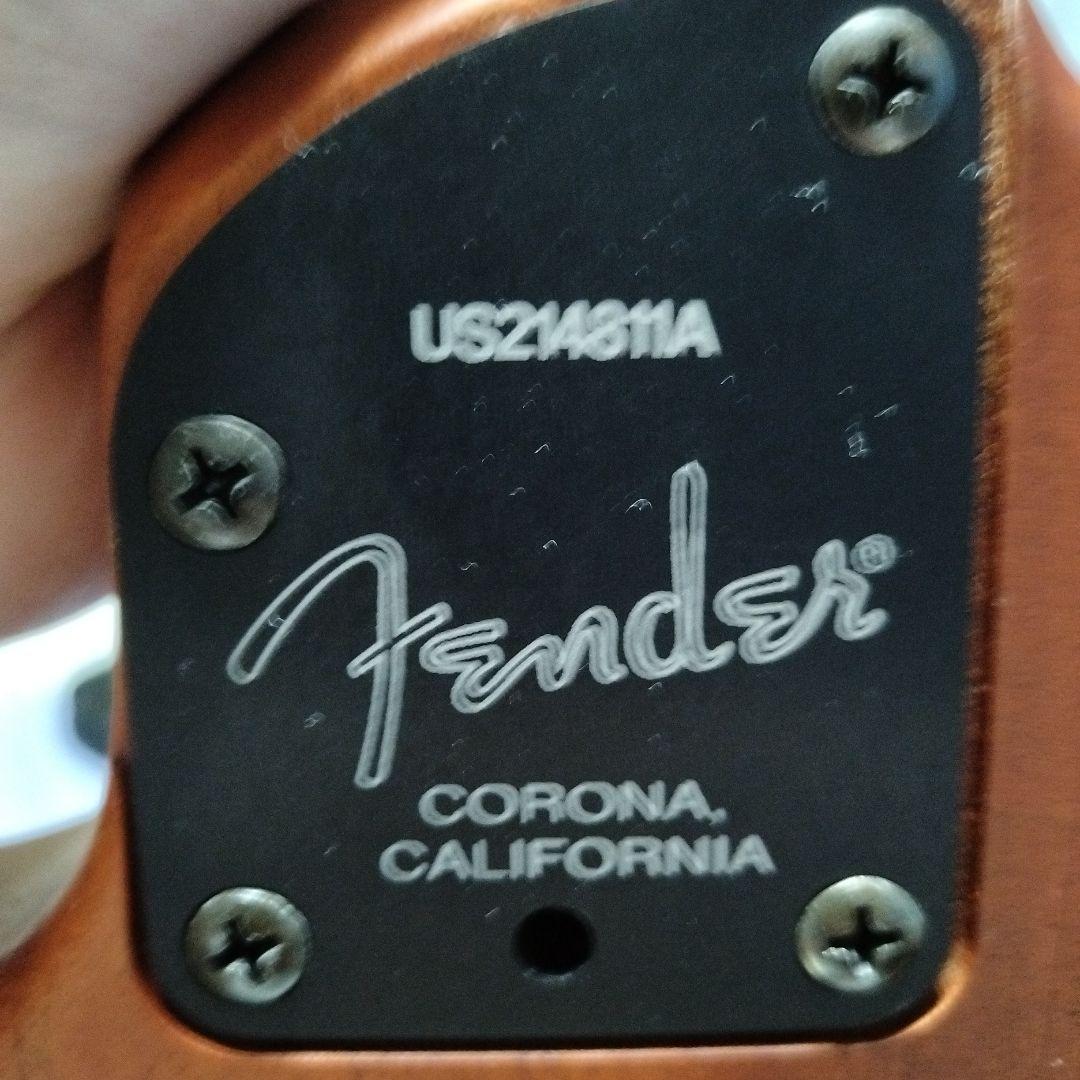 US214811A
Fender®
CORONA,
CALIFORNIA